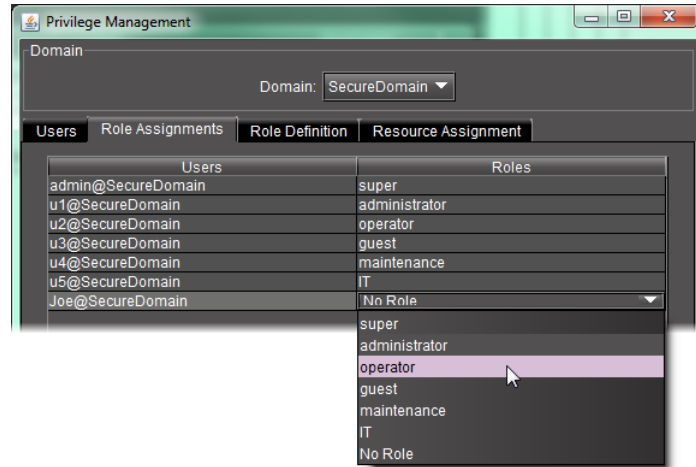 Privilege Management
Domain
Domain: SecureDomain
Users Role Assignments Role Definition Resource Assignment
Users Roles
admin@SecureDomain super
u1@SecureDomain administrator
u2@SecureDomain operator
u3@SecureDomain guest
u4@SecureDomain maintenance
u5@SecureDomain IT
Joe@SecureDomain No Role
super
administrator
operator
guest
maintenance
IT
No Role